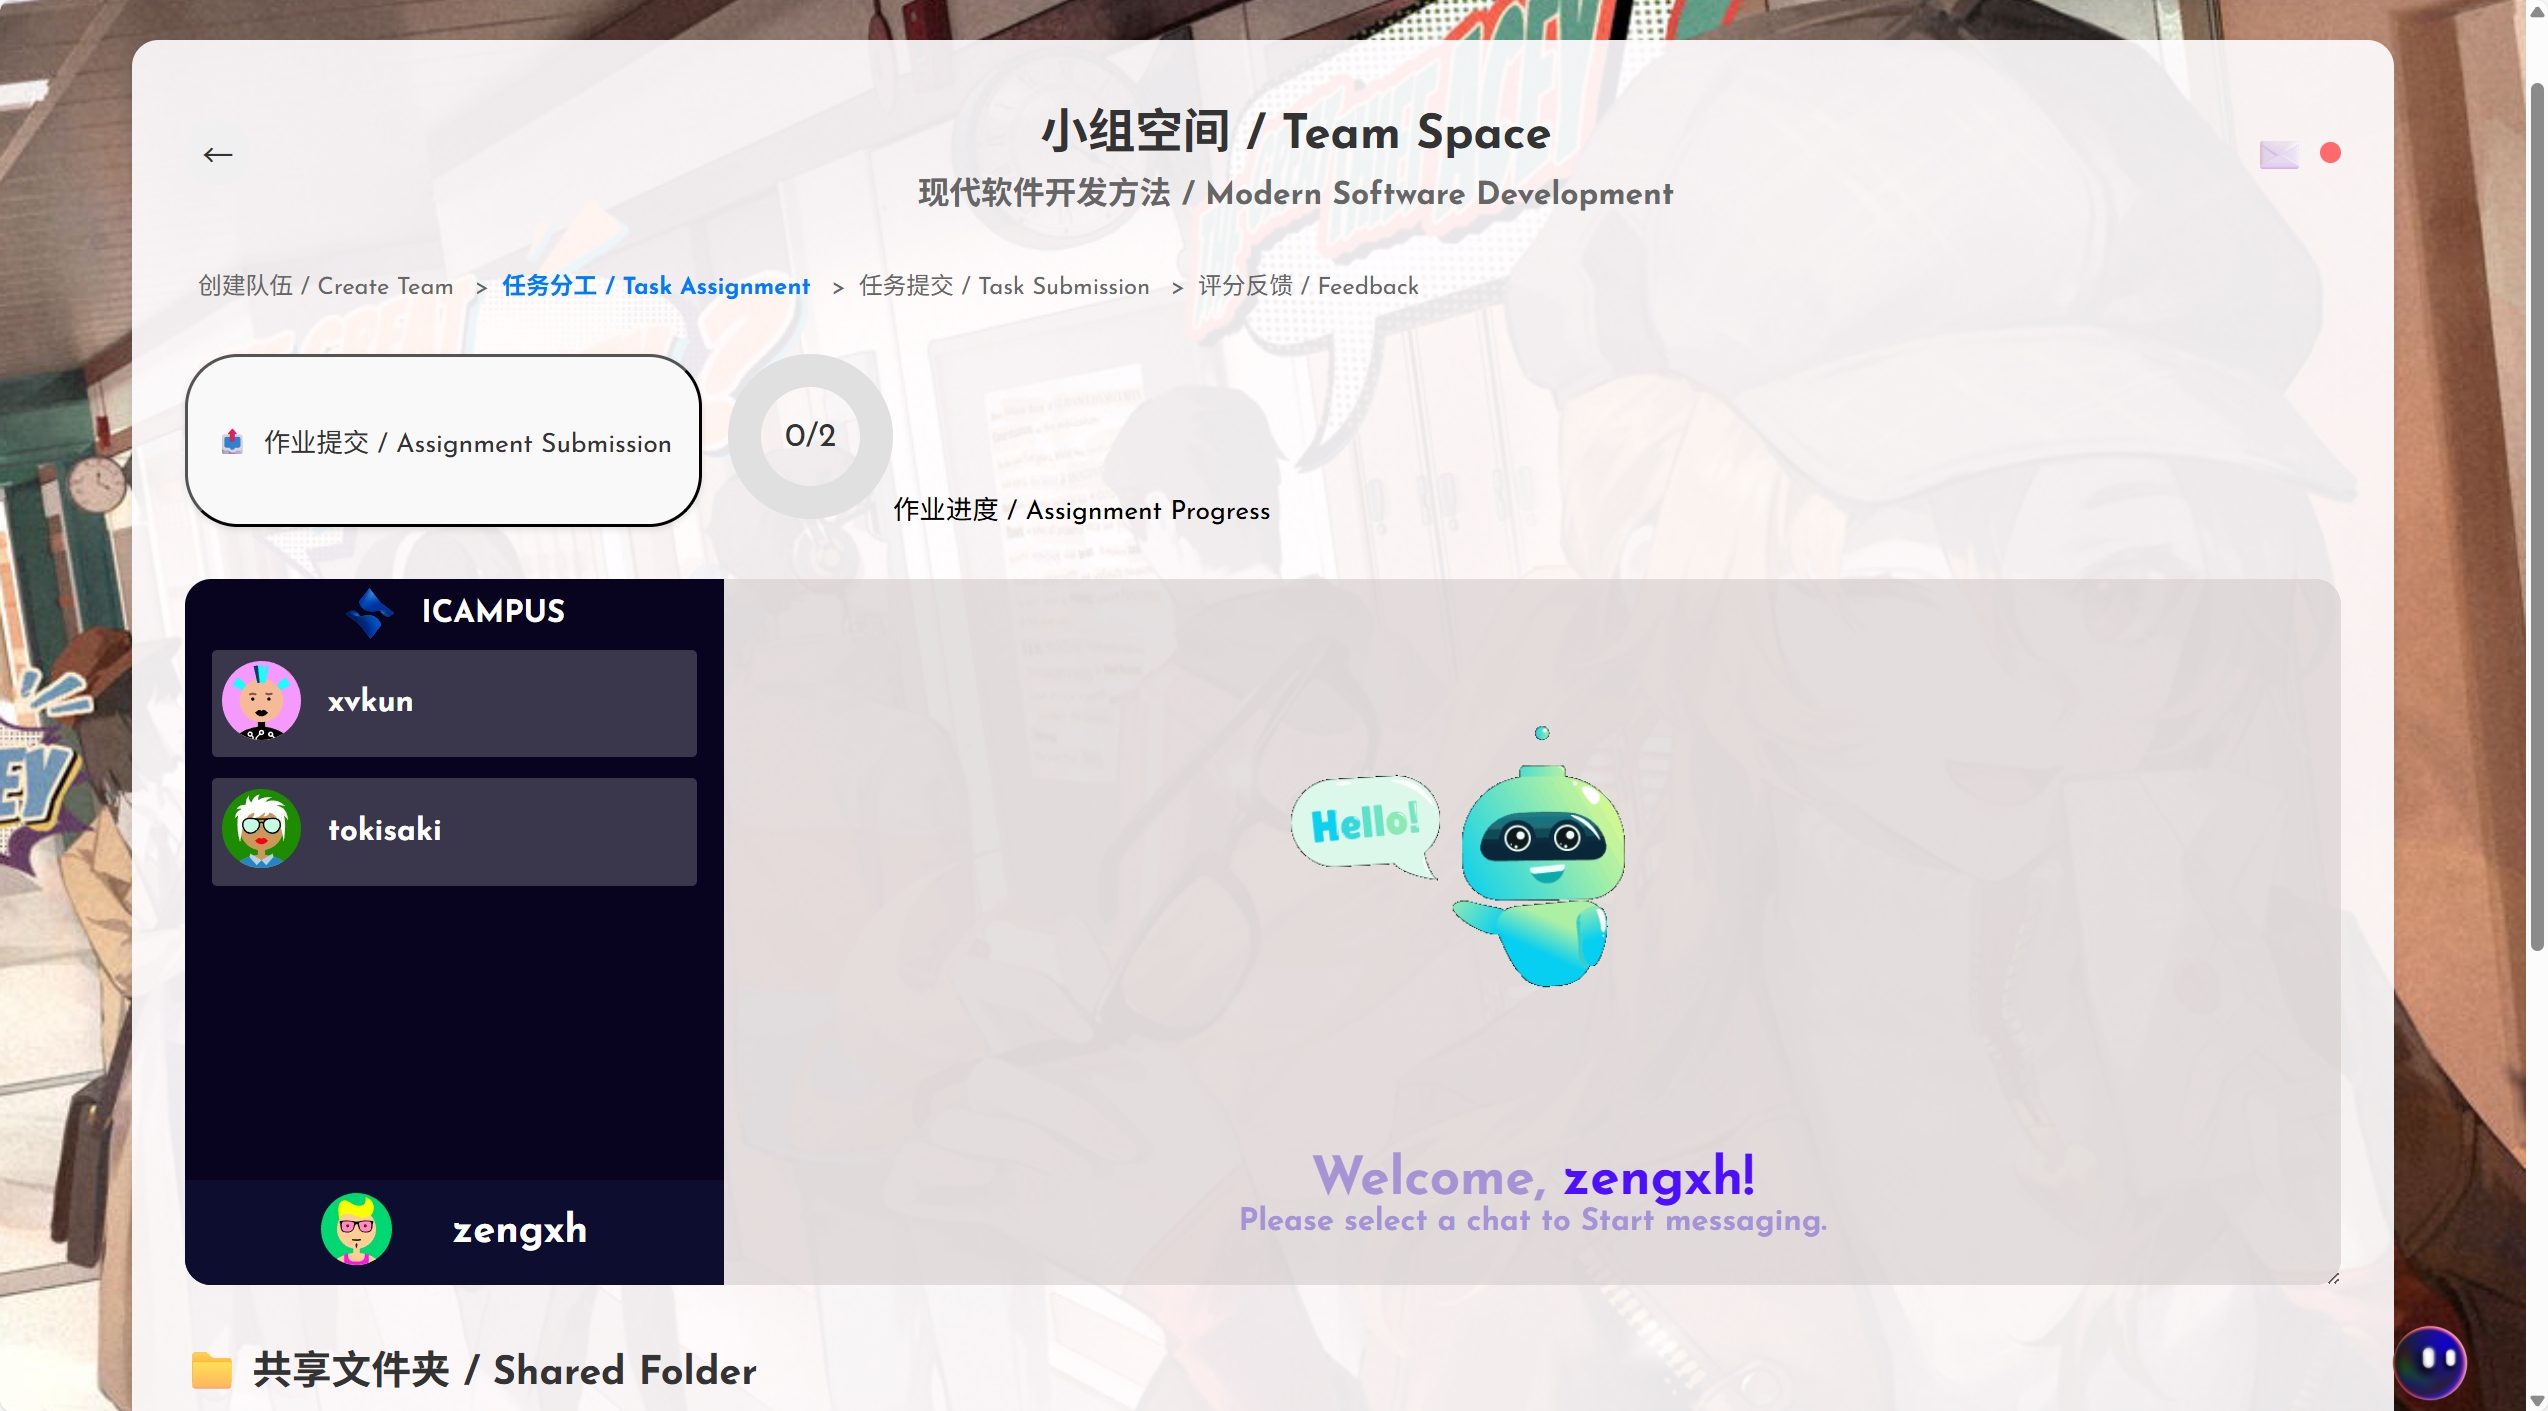 小组空间 / Team Space
现代软件开发方法 / Modern Software Development
创建队伍 / Create Team > 任务分工 / Task Assignment > 任务提交 / Task Submission > 评分反馈 / Feedback
作业提交 / Assignment Submission
0/2
作业进度 / Assignment Progress
ICAMPUS
xvkun
tokisaki
zengxh
Hello!
Welcome, zengxh!
Please select a chat to Start messaging.
共享文件夹 / Shared Folder